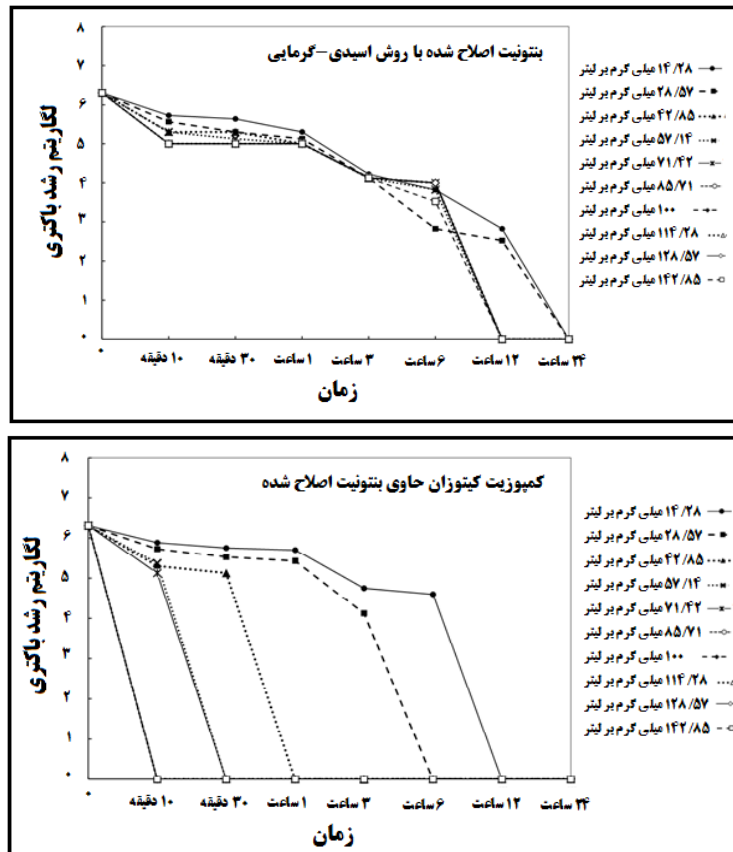 بنتونیت اصلاح شده با روش اسیدی-گرمایی
لگاریتم رشد باکتری
۸
۷
۶
۵
۴
۳
۲
۱
۰
۰
۱۰ دقیقه
۳۰ دقیقه
۱ ساعت
۳ ساعت
۶ ساعت
۱۲ ساعت
۲۴ ساعت
زمان
۱۴/۲۸ میلی گرم بر لیتر
۲۸/۵۷ میلی گرم بر لیتر
۴۲/۸۵ میلی گرم بر لیتر
۵۷/۱۴ میلی گرم بر لیتر
۷۱/۴۲ میلی گرم بر لیتر
۸۵/۷۱ میلی گرم بر لیتر
۱۰۰ میلی گرم بر لیتر
۱۱۴/۲۸ میلی گرم بر لیتر
۱۲۸/۵۷ میلی گرم بر لیتر
۱۴۲/۸۵ میلی گرم بر لیتر
کمپوزیت کیتوزان حاوی بنتونیت اصلاح شده
لگاریتم رشد باکتری
۸
۷
۶
۵
۴
۳
۲
۱
۰
۰
۱۰ دقیقه
۳۰ دقیقه
۱ ساعت
۳ ساعت
۶ ساعت
۱۲ ساعت
۲۴ ساعت
زمان
۱۴/۲۸ میلی گرم بر لیتر
۲۸/۵۷ میلی گرم بر لیتر
۴۲/۸۵ میلی گرم بر لیتر
۵۷/۱۴ میلی گرم بر لیتر
۷۱/۴۲ میلی گرم بر لیتر
۸۵/۷۱ میلی گرم بر لیتر
۱۰۰ میلی گرم بر لیتر
۱۱۴/۲۸ میلی گرم بر لیتر
۱۲۸/۵۷ میلی گرم بر لیتر
۱۴۲/۸۵ میلی گرم بر لیتر